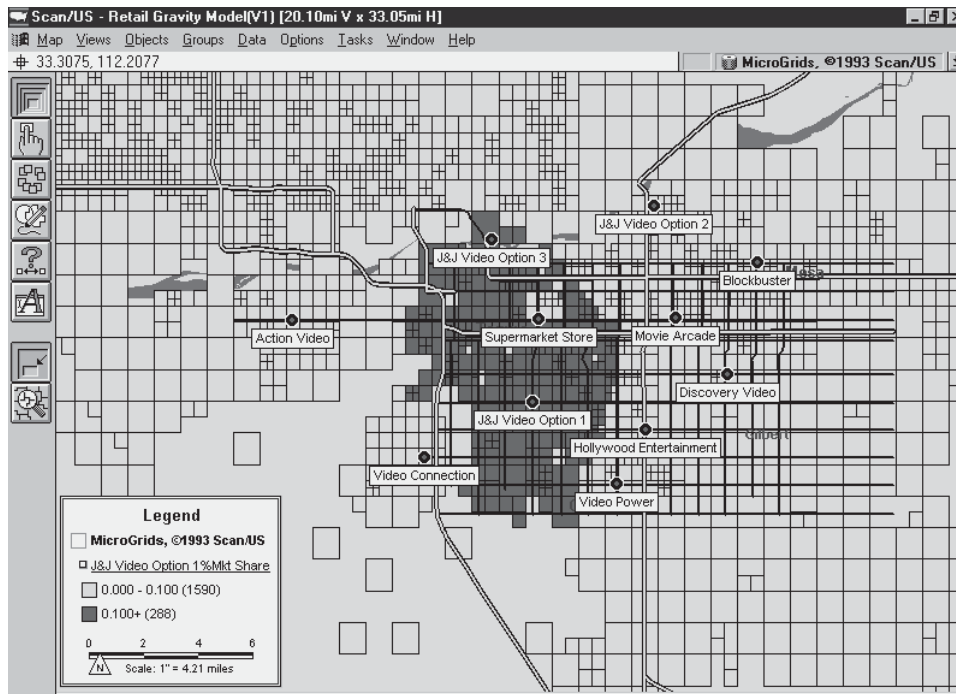 Scan/US - Retail Gravity Model(V1) [20.10mi V x 33.05mi H]
Map Views Objects Groups Data Options Tasks Window Help
33.3075, 112.2077
MicroGrids, ©1993 Scan/US
J&J Video Option 2
J&J Video Option 3
Mesa
Blockbuster
Action Video
Supermarket Store
Movie Arcade
Discovery Video
J&J Video Option 1
Gilbert
Hollywood Entertainment
Video Connection
Video Power
Legend
MicroGrids, ©1993 Scan/US
J&J Video Option 1%Mkt Share
0.000 - 0.100 (1590)
0.100+ (288)
0 2 4 6
N
Scale: 1" = 4.21 miles